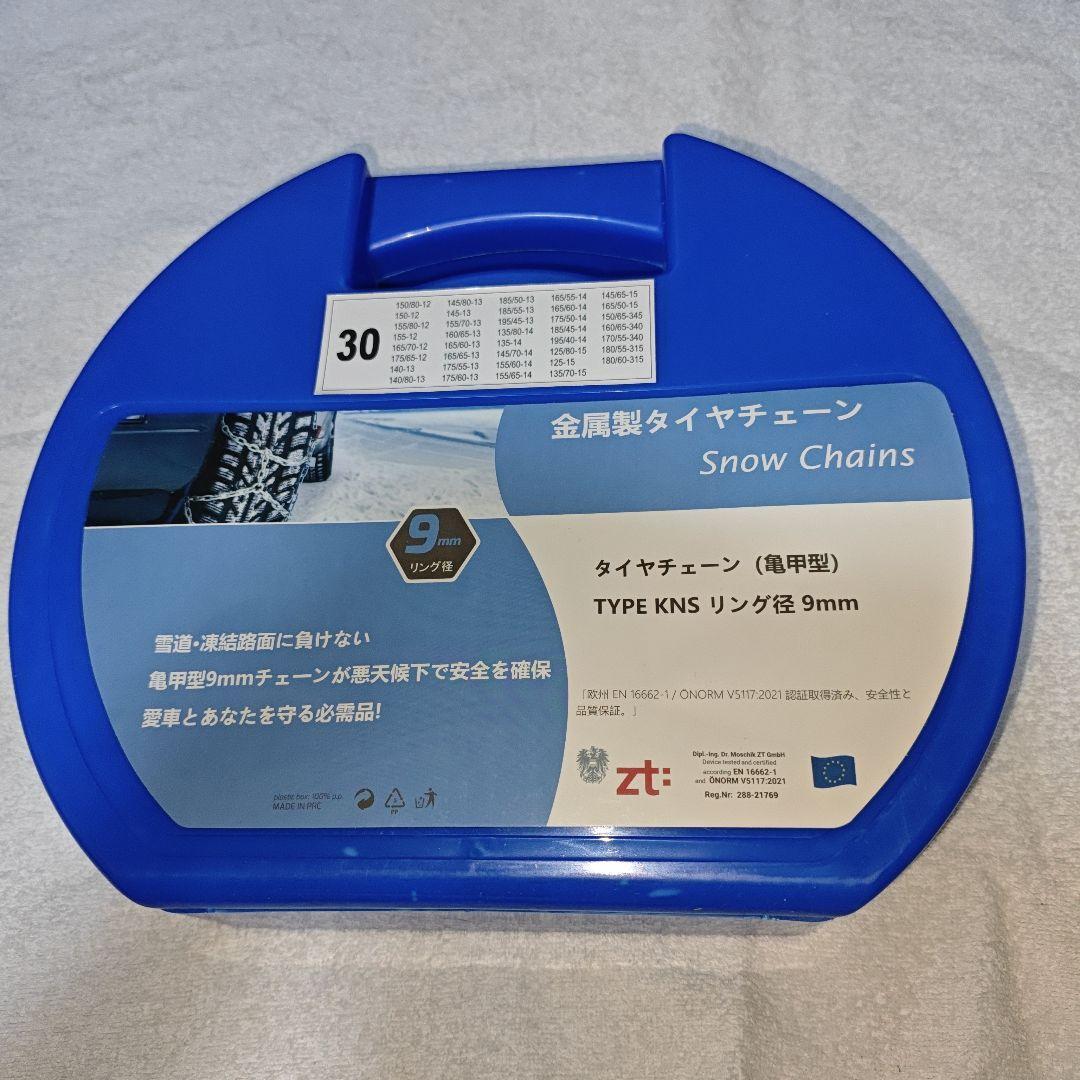 30
150/80-12 145/80-13 185/50-13 165/55-14 145/65-15
150-12 145-13 185/55-13 165/60-14 165/50-15
155/80-12 155/70-13 195/45-13 175/50-14 150/65-345
155-12 160/65-13 135/80-14 185/45-14 160/65-340
165/70-12 165/60-13 135-14 195/40-14 170/55-340
175/65-12 165/65-13 145/70-14 125/80-15 180/55-315
140-13 175/55-13 155/60-14 125-15 180/60-315
140/80-13 175/60-13 155/65-14 135/70-15
金属製タイヤチェーン
Snow Chains
9mm
リング径
タイヤチェーン（亀甲型）
TYPE KNS リング径 9mm
雪道・凍結路面に負けない
亀甲型9mmチェーンが悪天候下で安全を確保
愛車とあなたを守る必需品!
「欧州 EN 16662-1 / ÖNORM V5117:2021 認証取得済み、安全性と
品質保証。」
zt:
Dipl.-Ing. Dr. Moschik ZT GmbH
Device tested and certified
according EN 16662-1
and ÖNORM V5117:2021
Reg.Nr: 288-21769
plastic box: 100% p.p.
MADE IN PRC
5
PP